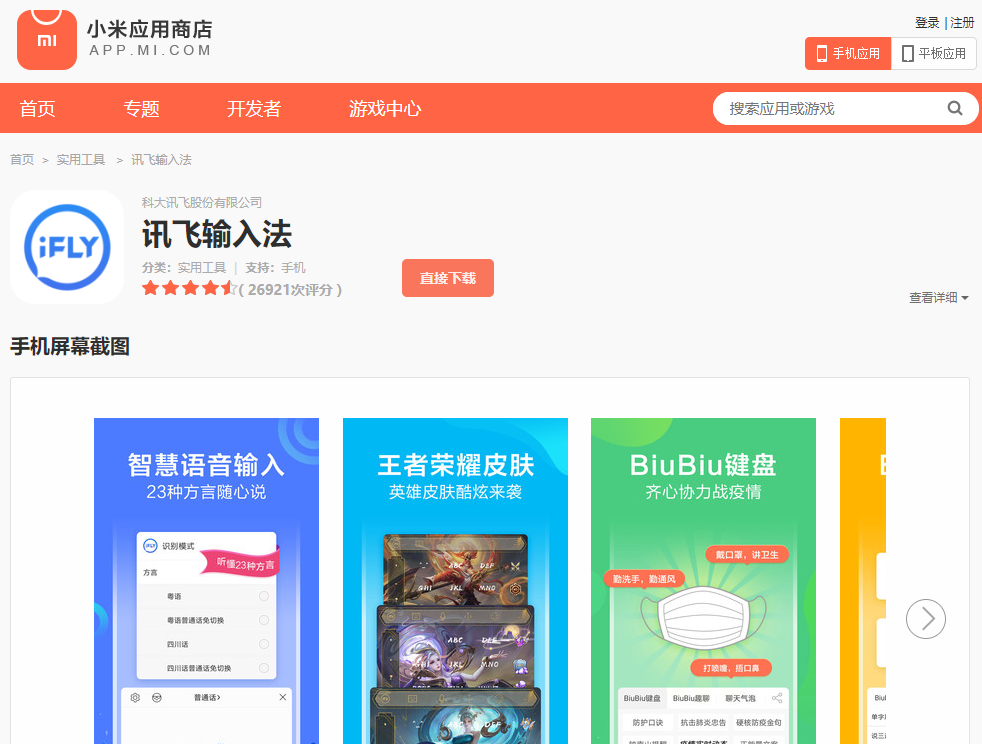 小米应用商店
APP.MI.COM
登录 | 注册
手机应用 平板应用
首页 专题 开发者 游戏中心 搜索应用或游戏
首页 > 实用工具 > 讯飞输入法
科大讯飞股份有限公司
讯飞输入法
iFLY
分类：实用工具 | 支持：手机
( 26921次评分 )
直接下载
查看详细
手机屏幕截图
智慧语音输入
23种方言随心说
识别模式
听懂23种方言
方言
粤语
粤语普通话免切换
四川话
四川话普通话免切换
普通话›
王者荣耀皮肤
英雄皮肤酷炫来袭
ABC DEF
GHI JKL MNO
ABC DEF
GHI JKL MNO
DEF
BiuBiu键盘
齐心协力战疫情
戴口罩，讲卫生
勤洗手，勤通风
打喷嚏，捂口鼻
BiuBiu键盘 BiuBiu趣聊 聊天气泡
防护口诀 抗击肺炎忠告 硬核防疫金句